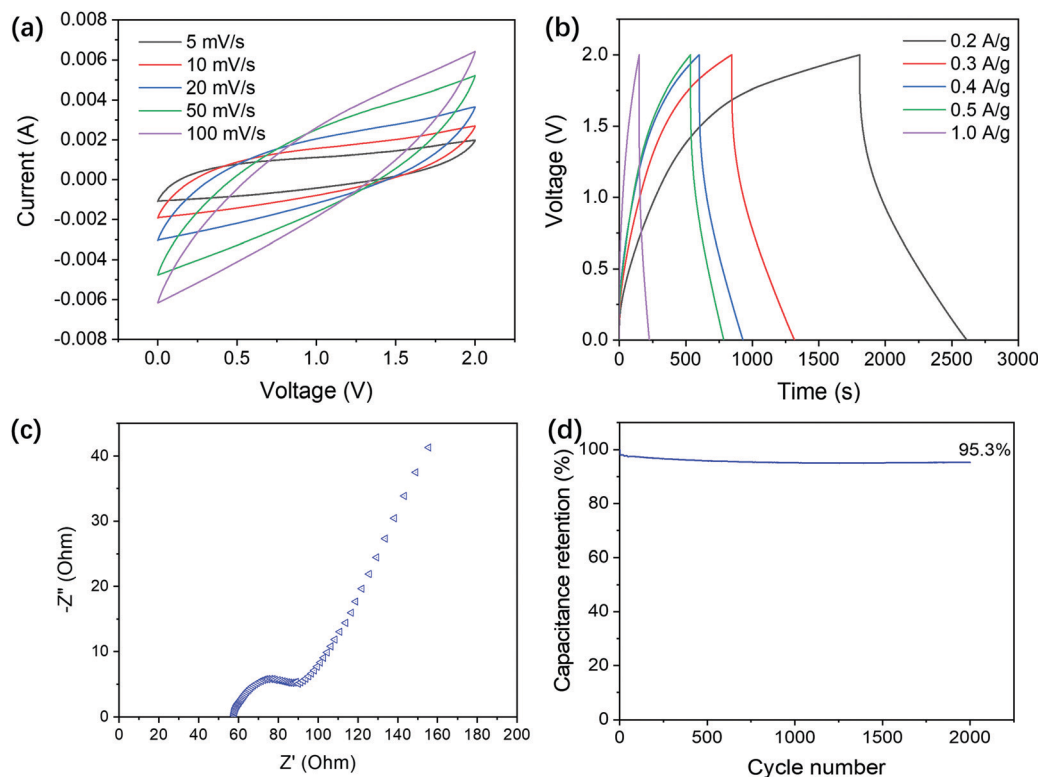 (a)
0.008
0.006
0.004
0.002
0.000
-0.002
-0.004
-0.006
-0.008
Current (A)
5 mV/s
10 mV/s
20 mV/s
50 mV/s
100 mV/s
0.0 0.5 1.0 1.5 2.0
Voltage (V)
(b)
2.0
1.5
1.0
0.5
0.0
Voltage (V)
0.2 A/g
0.3 A/g
0.4 A/g
0.5 A/g
1.0 A/g
0 500 1000 1500 2000 2500 3000
Time (s)
(c)
40
30
20
10
0
-Z" (Ohm)
0 20 40 60 80 100 120 140 160 180 200
Z' (Ohm)
(d)
100
80
60
40
20
0
Capacitance retention (%)
95.3%
0 500 1000 1500 2000
Cycle number